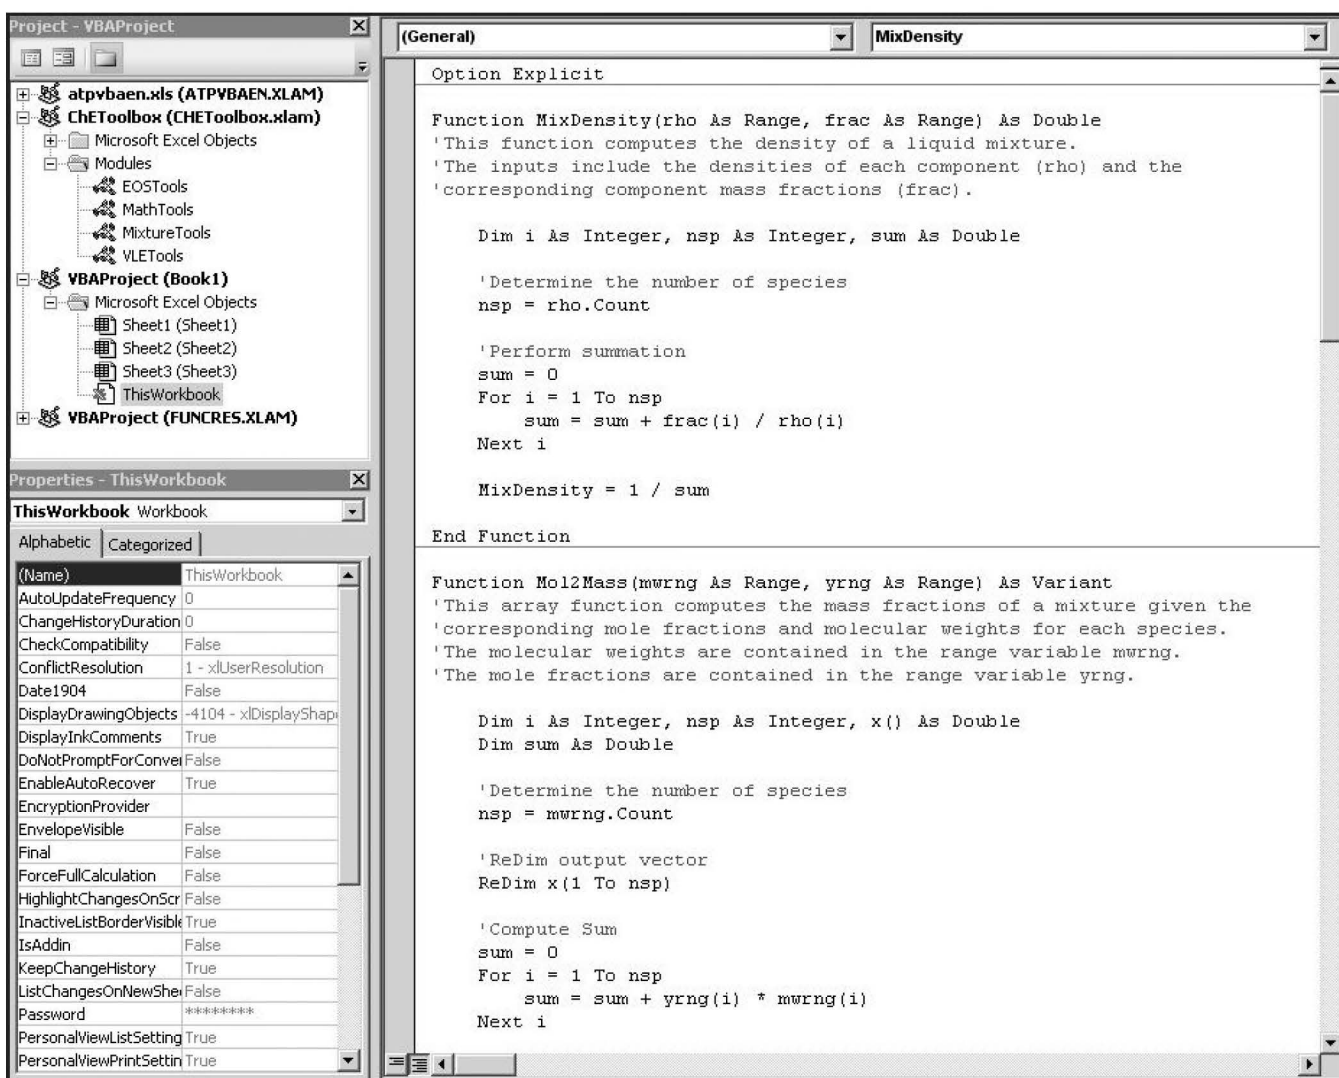 Project - VBAProject
atpvbaen.xls (ATPVBAEN.XLAM)
ChEToolbox (CHEToolbox.xlam)
Microsoft Excel Objects
Modules
EOSTools
MathTools
MixtureTools
VLETools
VBAProject (Book1)
Microsoft Excel Objects
Sheet1 (Sheet1)
Sheet2 (Sheet2)
Sheet3 (Sheet3)
ThisWorkbook
VBAProject (FUNCRES.XLAM)
Properties - ThisWorkbook
ThisWorkbook Workbook
Alphabetic Categorized
(Name) ThisWorkbook
AutoUpdateFrequency 0
ChangeHistoryDuration 0
CheckCompatibility False
ConflictResolution 1 - xlUserResolution
Date1904 False
DisplayDrawingObjects -4104 - xlDisplayShap
DisplayInkComments True
DoNotPromptForConver False
EnableAutoRecover True
EncryptionProvider
EnvelopeVisible False
Final False
ForceFullCalculation False
HighlightChangesOnScr False
InactiveListBorderVisible True
IsAddin False
KeepChangeHistory True
ListChangesOnNewShe False
Password ********
PersonalViewListSetting True
PersonalViewPrintSettin True
(General) MixDensity
Option Explicit
Function MixDensity(rho As Range, frac As Range) As Double
'This function computes the density of a liquid mixture.
'The inputs include the densities of each component (rho) and the
'corresponding component mass fractions (frac).
Dim i As Integer, nsp As Integer, sum As Double
'Determine the number of species
nsp = rho.Count
'Perform summation
sum = 0
For i = 1 To nsp
sum = sum + frac(i) / rho(i)
Next i
MixDensity = 1 / sum
End Function
Function Mol2Mass(mwrng As Range, yrng As Range) As Variant
'This array function computes the mass fractions of a mixture given the
'corresponding mole fractions and molecular weights for each species.
'The molecular weights are contained in the range variable mwrng.
'The mole fractions are contained in the range variable yrng.
Dim i As Integer, nsp As Integer, x() As Double
Dim sum As Double
'Determine the number of species
nsp = mwrng.Count
'ReDim output vector
ReDim x(1 To nsp)
'Compute Sum
sum = 0
For i = 1 To nsp
sum = sum + yrng(i) * mwrng(i)
Next i